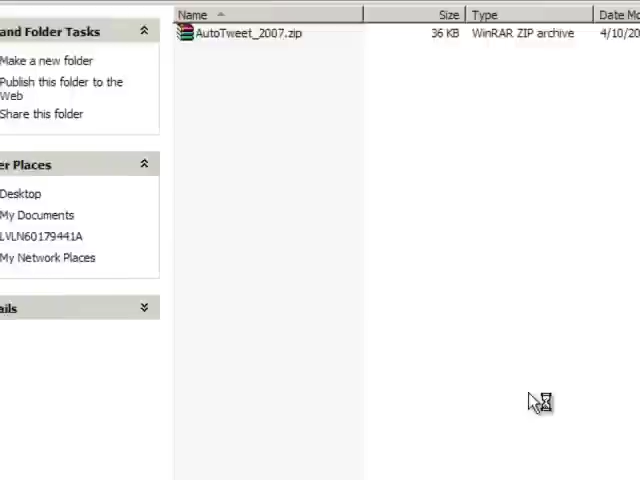 Name Size Type Date Mo
AutoTweet_2007.zip 36 KB WinRAR ZIP archive 4/10/20
and Folder Tasks
Make a new folder
Publish this folder to the
Web
Share this folder
er Places
Desktop
My Documents
LVLN60179441A
My Network Places
ails